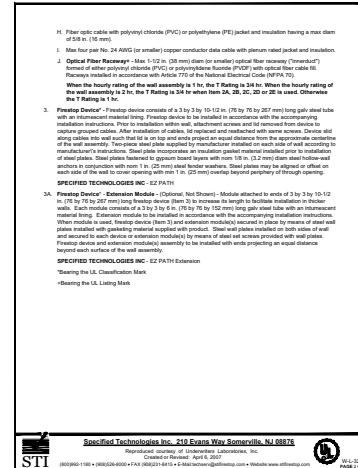 H. Fiber optic cable with polyvinyl chloride (PVC) or polyethylene (PE) jacket and insulation having a max diam
of 5/8 in. (16 mm).
I. Max four pair No. 24 AWG (or smaller) copper conductor data cable with plenum rated jacket and insulation.
J. Optical Fiber Raceway+ - Max 1-1/2 in. (38 mm) diam (or smaller) optical fiber raceway ("innerduct")
formed of either polyvinyl chloride (PVC) or polyvinylidene fluoride (PVDF) with optical fiber cable fill.
Raceways installed in accordance with Article 770 of the National Electrical Code (NFPA 70).
When the hourly rating of the wall assembly is 1 hr, the T Rating is 3/4 hr. When the hourly rating of
the wall assembly is 2 hr, the T Rating is 3/4 hr when Item 2A, 2B, 2C, 2D or 2E is used. Otherwise
the T Rating is 1 hr.
3. Firestop Device* - Firestop device consists of a 3 by 3 by 10-1/2 in. (76 by 76 by 267 mm) long galv steel tube
with an intumescent material lining. Firestop device to be installed in accordance with the accompanying
installation instructions. Prior to installation within wall, attachment screws and lid removed from device to
capture grouped cables. After installation of cables, lid replaced and reattached with same screws. Device slid
along cables into wall such that lid is on top and ends project an equal distance from the approximate centerline
of the wall assembly. Two-piece steel plate supplied by manufacturer installed on each side of wall according to
manufacturer's instructions. Steel plate incorporates an insulation gasket material installed prior to installation
of steel plates. Steel plates fastened to gypsum board layers with nom 1/8 in. (3.2 mm) diam steel hollow-wall
anchors in conjunction with nom 1 in. (25 mm) steel fender washers. Steel plates may be aligned or offset on
each side of the wall to cover opening with min 1 in. (25 mm) overlap beyond periphery of through opening.
SPECIFIED TECHNOLOGIES INC - EZ PATH
3A. Firestop Device* - Extension Module - (Optional, Not Shown) - Module attached to ends of 3 by 3 by 10-1/2
in. (76 by 76 by 267 mm) long firestop device (Item 3) to increase its length to facilitate installation in thicker
walls. Each module consists of a 3 by 3 by 6 in. (76 by 76 by 152 mm) long galv steel tube with an intumescent
material lining. Extension module to be installed in accordance with the accompanying installation instructions.
When module is used, firestop device (Item 3) and extension module(s) secured in place by means of steel wall
plates installed with gasketing material supplied with product. Steel wall plates installed on both sides of wall
and secured to each device or extension module(s) by means of steel set screws provided with wall plates.
Firestop device and extension module(s) assembly to be installed with ends projecting an equal distance
beyond each surface of the wall assembly.
SPECIFIED TECHNOLOGIES INC - EZ PATH Extension
*Bearing the UL Classification Mark
+Bearing the UL Listing Mark
STI
Specified Technologies Inc. 210 Evans Way Somerville, NJ 08876
Reproduced courtesy of Underwriters Laboratories, Inc.
Created or Revised: April 6, 2007
(800)992-1180 • (908)526-8000 • FAX (908)231-8415 • E-Mail:techserv@stifirestop.com • Website:www.stifirestop.com
UL
W-L-32
PAGE 2